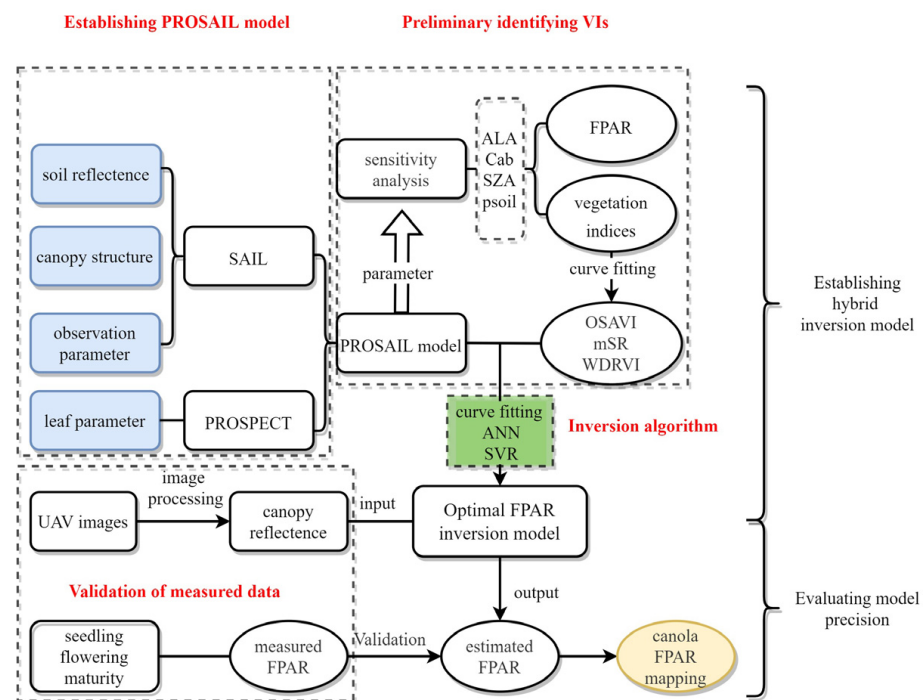 Establishing PROSAIL model
Preliminary identifying VIs
soil reflectence
canopy structure
observation
parameter
leaf parameter
SAIL
PROSPECT
sensitivity
analysis
parameter
PROSAIL model
ALA
Cab
SZA
psoil
FPAR
vegetation
indices
curve fitting
OSAVI
mSR
WDRVI
curve fitting
ANN
SVR
Inversion algorithm
Establishing
hybrid
inversion model
UAV images
image
processing
canopy
reflectence
input
Optimal FPAR
inversion model
output
Validation of measured data
seedling
flowering
maturity
measured
FPAR
Validation
estimated
FPAR
canola
FPAR
mapping
Evaluating model
precision